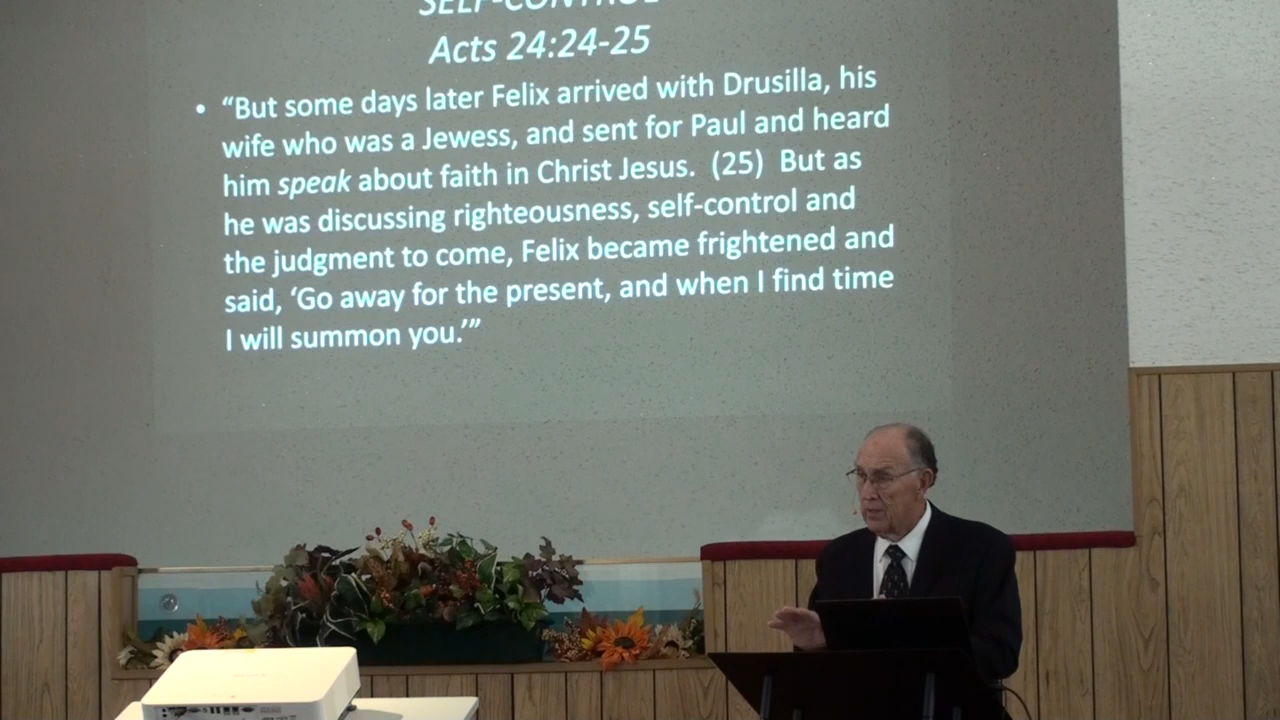 SELF-CONTROL
Acts 24:24-25
• “But some days later Felix arrived with Drusilla, his
wife who was a Jewess, and sent for Paul and heard
him speak about faith in Christ Jesus. (25) But as
he was discussing righteousness, self-control and
the judgment to come, Felix became frightened and
said, ‘Go away for the present, and when I find time
I will summon you.’”